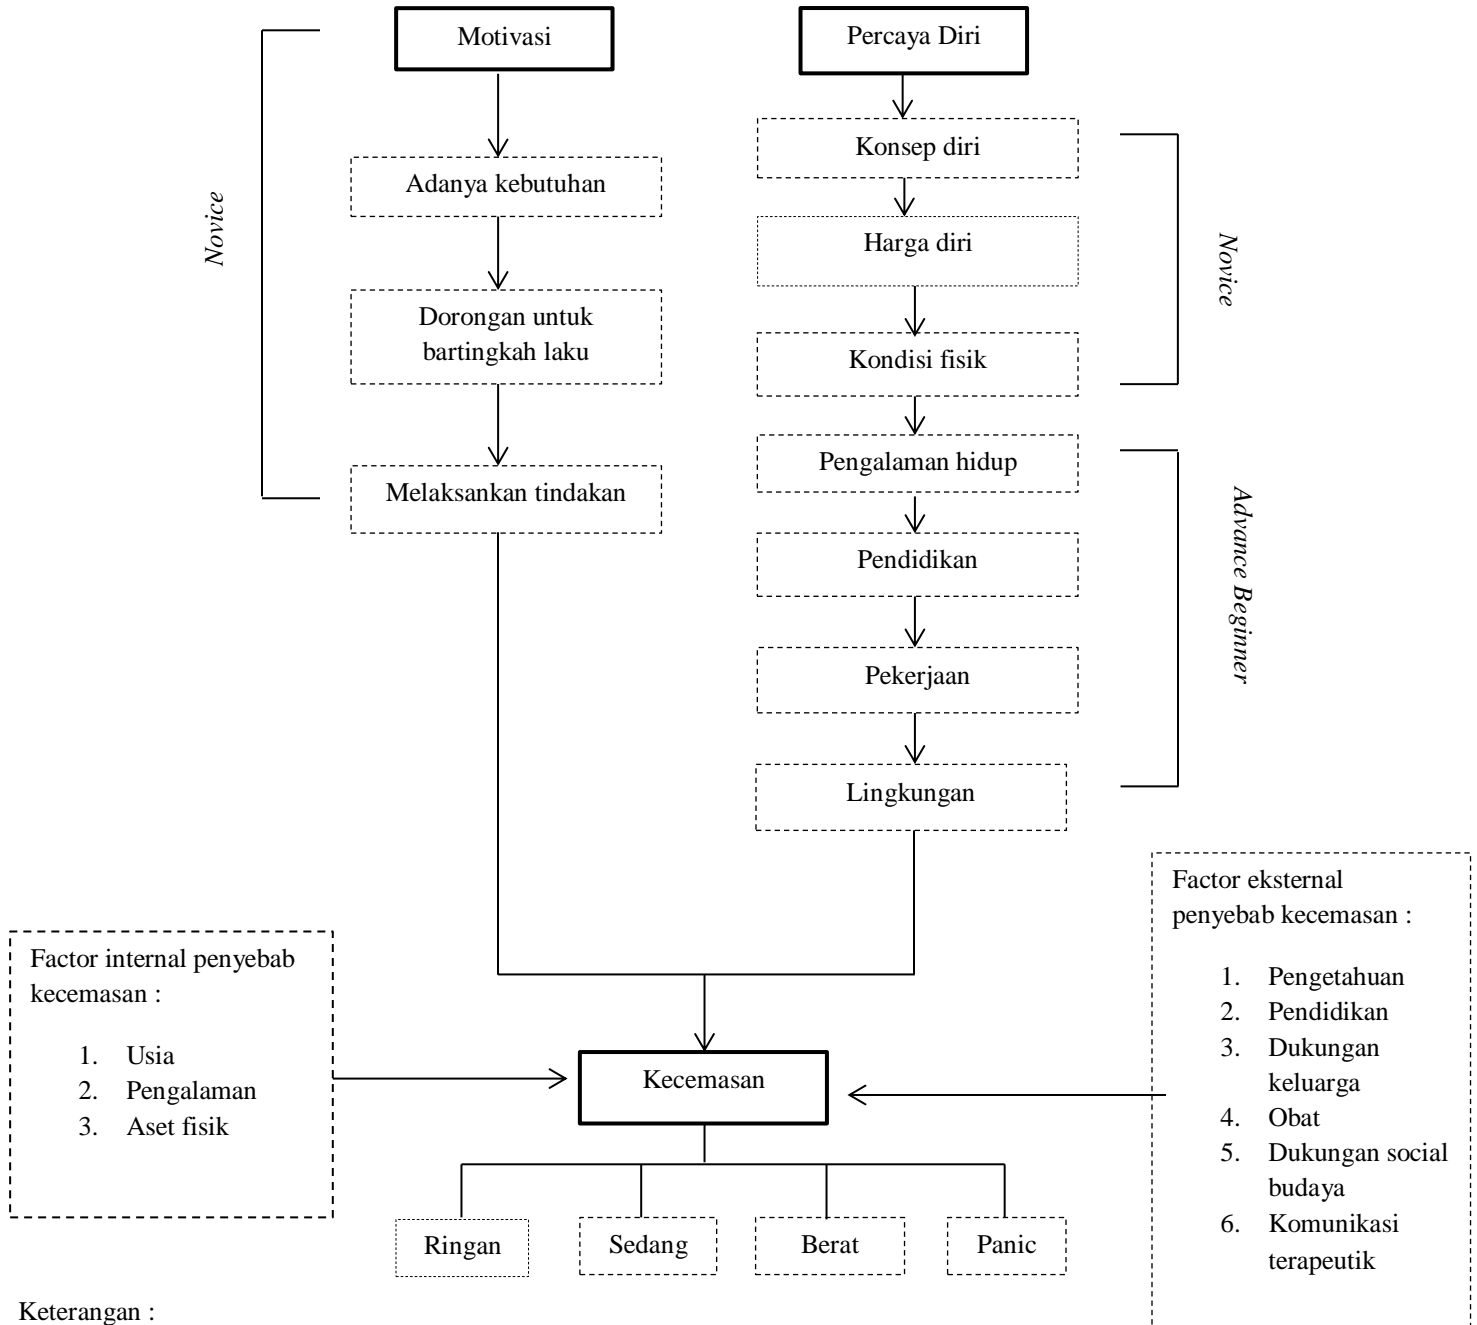 Motivasi
Adanya kebutuhan
Dorongan untuk
bartingkah laku
Melaksankan tindakan
Novice
Percaya Diri
Konsep diri
Harga diri
Kondisi fisik
Pengalaman hidup
Pendidikan
Pekerjaan
Lingkungan
Novice
Advance Beginner
Factor internal penyebab
kecemasan :
1. Usia
2. Pengalaman
3. Aset fisik
Kecemasan
Factor eksternal
penyebab kecemasan :
1. Pengetahuan
2. Pendidikan
3. Dukungan
keluarga
4. Obat
5. Dukungan social
budaya
6. Komunikasi
terapeutik
Ringan
Sedang
Berat
Panic
Keterangan :